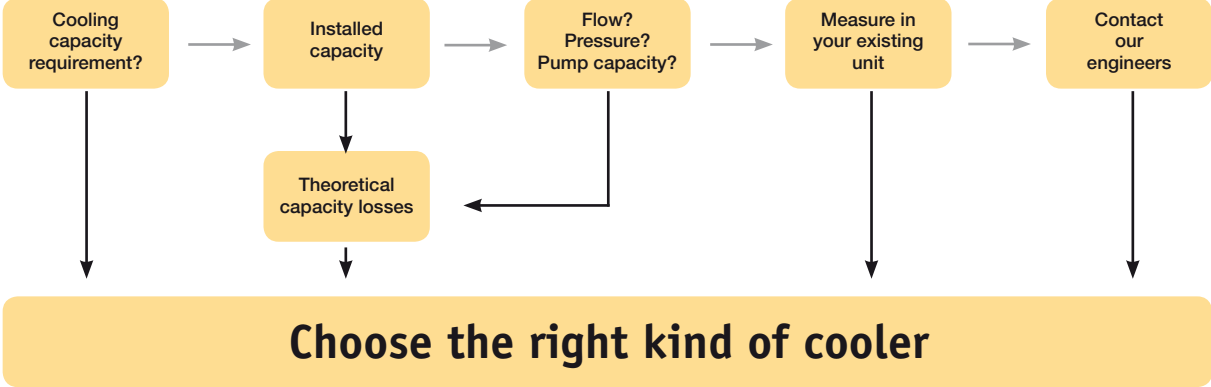 Cooling
capacity
requirement?
Installed
capacity
Flow?
Pressure?
Pump capacity?
Measure in
your existing
unit
Contact
our
engineers
Theoretical
capacity losses
Choose the right kind of cooler